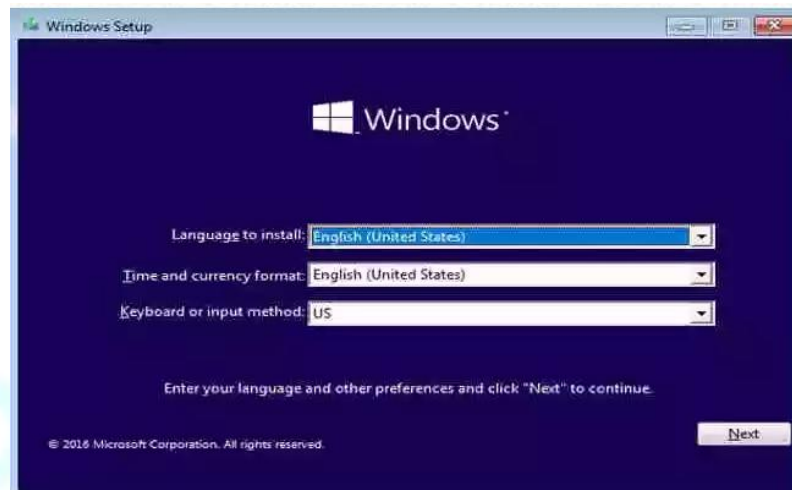 Windows Setup
Windows
Language to install: English (United States)
Time and currency format: English (United States)
Keyboard or input method: US
Enter your language and other preferences and click "Next" to continue.
© 2016 Microsoft Corporation. All rights reserved.
Next